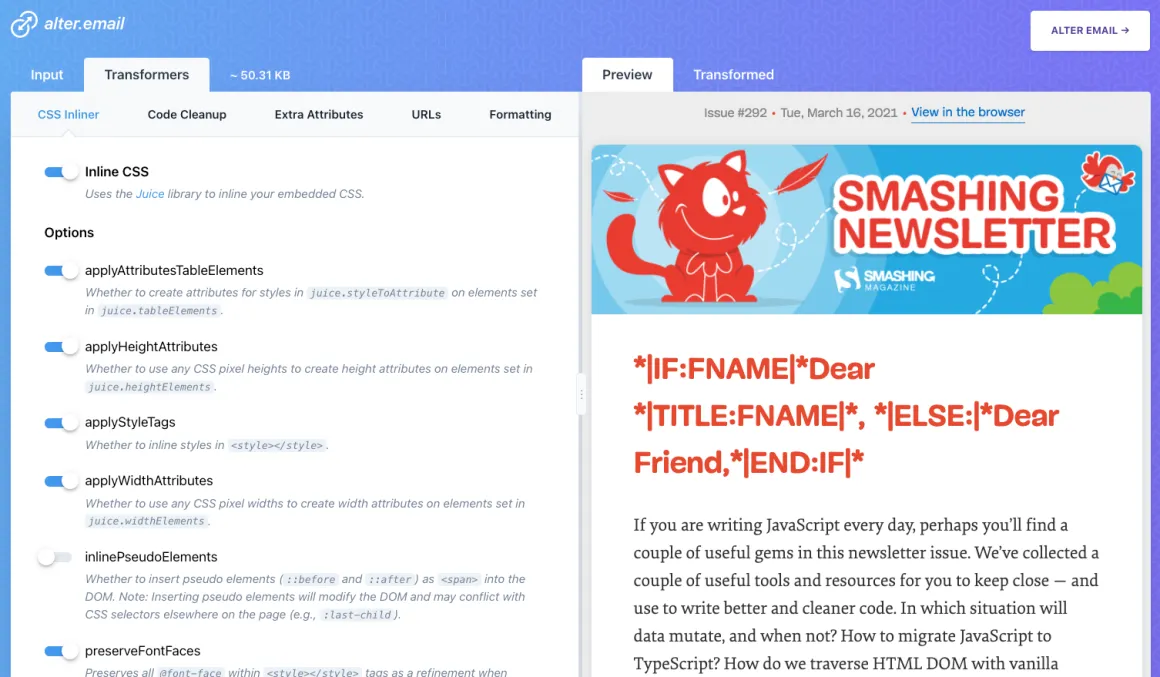 alter.email
ALTER EMAIL →
Input
Transformers
~ 50.31 KB
Preview
Transformed
CSS Inliner
Code Cleanup
Extra Attributes
URLs
Formatting
Inline CSS
Uses the Juice library to inline your embedded CSS.
Options
applyAttributesTableElements
Whether to create attributes for styles in juice.styleToAttribute on elements set
in juice.tableElements.
applyHeightAttributes
Whether to use any CSS pixel heights to create height attributes on elements set in
juice.heightElements.
applyStyleTags
Whether to inline styles in <style></style>.
applyWidthAttributes
Whether to use any CSS pixel widths to create width attributes on elements set in
juice.widthElements.
inlinePseudoElements
Whether to insert pseudo elements (::before and ::after) as <span> into the
DOM. Note: Inserting pseudo elements will modify the DOM and may conflict with
CSS selectors elsewhere on the page (e.g., :last-child).
preserveFontFaces
Preserves all @font-face within <style></style> tags as a refinement when
Issue #292 • Tue, March 16, 2021 • View in the browser
SMASHING
NEWSLETTER
SMASHING
MAGAZINE
*|IF:FNAME|*Dear
*|TITLE:FNAME|*, *|ELSE:|*Dear
Friend,*|END:IF|*
If you are writing JavaScript every day, perhaps you’ll find a
couple of useful gems in this newsletter issue. We’ve collected a
couple of useful tools and resources for you to keep close — and
use to write better and cleaner code. In which situation will
data mutate, and when not? How to migrate JavaScript to
TypeScript? How do we traverse HTML DOM with vanilla